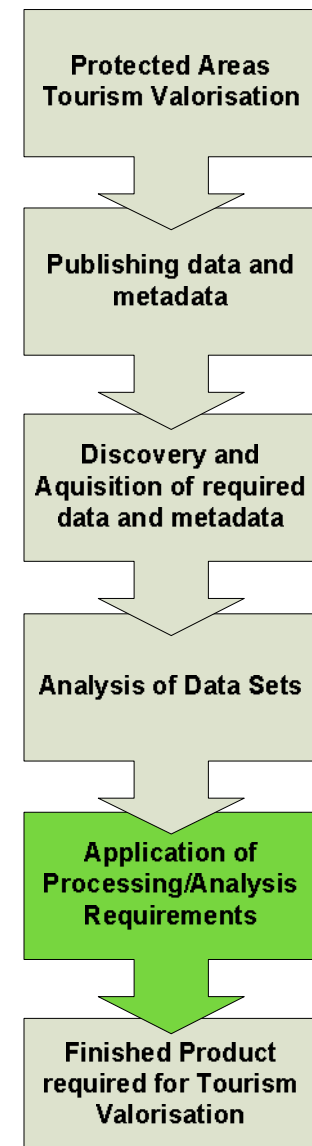 Protected Areas
Tourism Valorisation
Publishing data and
metadata
Discovery and
Aquisition of required
data and metadata
Analysis of Data Sets
Application of
Processing/Analysis
Requirements
Finished Product
required for Tourism
Valorisation